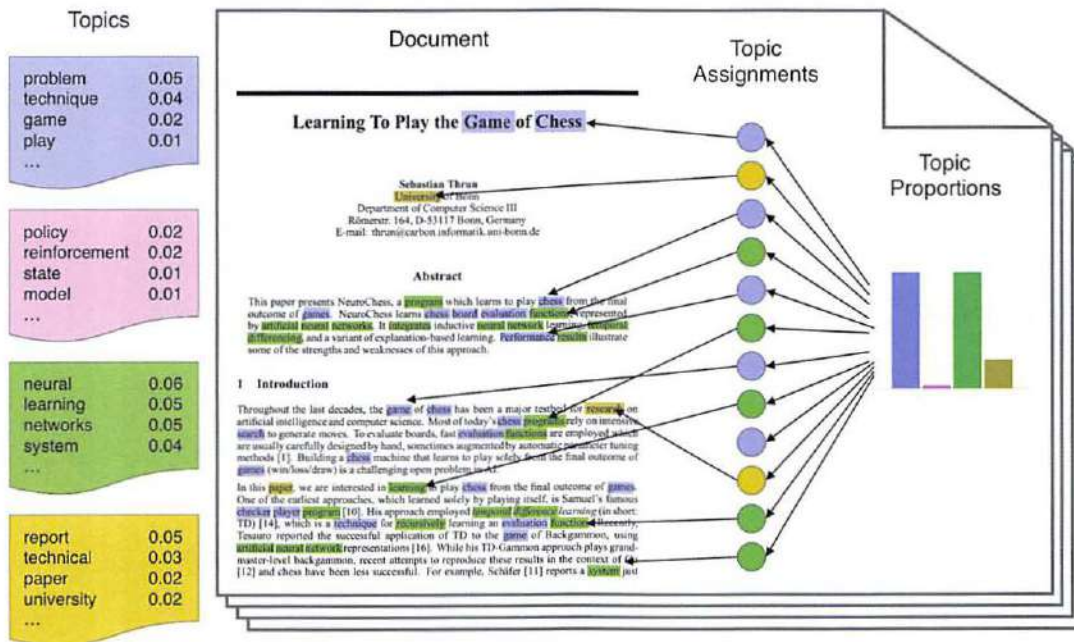 Topics
problem 0.05
technique 0.04
game 0.02
play 0.01
...
policy 0.02
reinforcement 0.02
state 0.01
model 0.01
...
neural 0.06
learning 0.05
networks 0.05
system 0.04
...
report 0.05
technical 0.03
paper 0.02
university 0.02
...
Document
Learning To Play the Game of Chess
Sebastian Thrun
University of Bonn
Department of Computer Science III
Römerstr. 164, D-53117 Bonn, Germany
E-mail: thrun@carbon.informatik.uni-bonn.de
Abstract
This paper presents NeuroChess, a program which learns to play chess from the final
outcome of games. NeuroChess learns chess board evaluation functions, represented
by artificial neural networks. It integrates inductive neural network learning, temporal
differencing, and a variant of explanation-based learning. Performance results illustrate
some of the strengths and weaknesses of this approach.
1 Introduction
Throughout the last decades, the game of chess has been a major testbed for research on
artificial intelligence and computer science. Most of today's chess programs rely on intensive
search to generate moves. To evaluate boards, fast evaluation functions are employed which
are usually carefully designed by hand, sometimes augmented by automatic parameter tuning
methods [1]. Building a chess machine that learns to play solely from the final outcome of
games (win/loss/draw) is a challenging open problem in AI.
In this paper, we are interested in learning to play chess from the final outcome of games.
One of the earliest approaches, which learned solely by playing itself, is Samuel's famous
checker player program [10]. His approach employed temporal difference learning (in short:
TD) [14], which is a technique for recursively learning an evaluation function. Recently,
Tesauro reported the successful application of TD to the game of Backgammon, using
artificial neural network representations [16]. While his TD-Gammon approach plays grand-
master-level backgammon, recent attempts to reproduce these results in the context of
[12] and chess have been less successful. For example, Schäfer [11] reports a system just
Topic
Assignments
Topic
Proportions